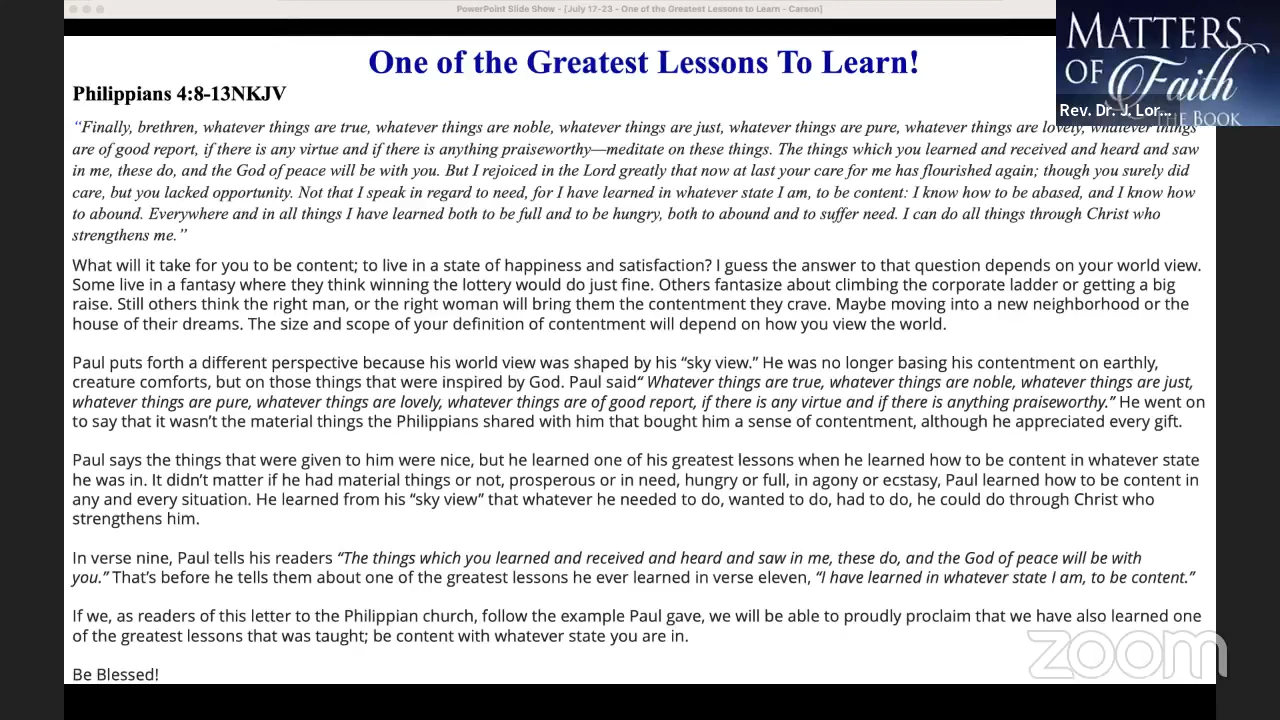 PowerPoint Slide Show - [July 17-23 - One of the Greatest Lessons to Learn - Carson]
MATTERS
OF Faith
THE BOOK
Rev. Dr. J. Lor...
One of the Greatest Lessons To Learn!
Philippians 4:8-13NKJV
“Finally, brethren, whatever things are true, whatever things are noble, whatever things are just, whatever things are pure, whatever things are lovely, whatever things
are of good report, if there is any virtue and if there is anything praiseworthy—meditate on these things. The things which you learned and received and heard and saw
in me, these do, and the God of peace will be with you. But I rejoiced in the Lord greatly that now at last your care for me has flourished again; though you surely did
care, but you lacked opportunity. Not that I speak in regard to need, for I have learned in whatever state I am, to be content: I know how to be abased, and I know how
to abound. Everywhere and in all things I have learned both to be full and to be hungry, both to abound and to suffer need. I can do all things through Christ who
strengthens me.”
What will it take for you to be content; to live in a state of happiness and satisfaction? I guess the answer to that question depends on your world view.
Some live in a fantasy where they think winning the lottery would do just fine. Others fantasize about climbing the corporate ladder or getting a big
raise. Still others think the right man, or the right woman will bring them the contentment they crave. Maybe moving into a new neighborhood or the
house of their dreams. The size and scope of your definition of contentment will depend on how you view the world.
Paul puts forth a different perspective because his world view was shaped by his “sky view.” He was no longer basing his contentment on earthly,
creature comforts, but on those things that were inspired by God. Paul said“ Whatever things are true, whatever things are noble, whatever things are just,
whatever things are pure, whatever things are lovely, whatever things are of good report, if there is any virtue and if there is anything praiseworthy.” He went on
to say that it wasn’t the material things the Philippians shared with him that bought him a sense of contentment, although he appreciated every gift.
Paul says the things that were given to him were nice, but he learned one of his greatest lessons when he learned how to be content in whatever state
he was in. It didn’t matter if he had material things or not, prosperous or in need, hungry or full, in agony or ecstasy, Paul learned how to be content in
any and every situation. He learned from his “sky view” that whatever he needed to do, wanted to do, had to do, he could do through Christ who
strengthens him.
In verse nine, Paul tells his readers “The things which you learned and received and heard and saw in me, these do, and the God of peace will be with
you.” That’s before he tells them about one of the greatest lessons he ever learned in verse eleven, “I have learned in whatever state I am, to be content.”
If we, as readers of this letter to the Philippian church, follow the example Paul gave, we will be able to proudly proclaim that we have also learned one
of the greatest lessons that was taught; be content with whatever state you are in.
Be Blessed!
zoom